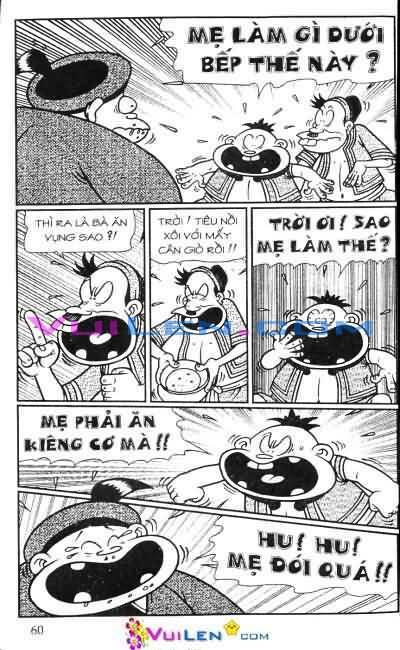 MẸ LÀM GÌ DƯỚI
BẾP THẾ NÀY ?
THÌ RA LÀ BÀ ĂN
VỤNG SAO ?!
TRỜI ! TIÊU NỒI
XÔI VỚI MẤY
CÂN GIÒ RỒI !!
TRỜI ƠI ! SAO
MẸ LÀM THẾ ?
VUILEN.COM
MẸ PHẢI ĂN
KIÊNG CƠ MÀ !!
HU! HU!
MẸ ĐÓI QUÁ !!
60
VUILEN COM